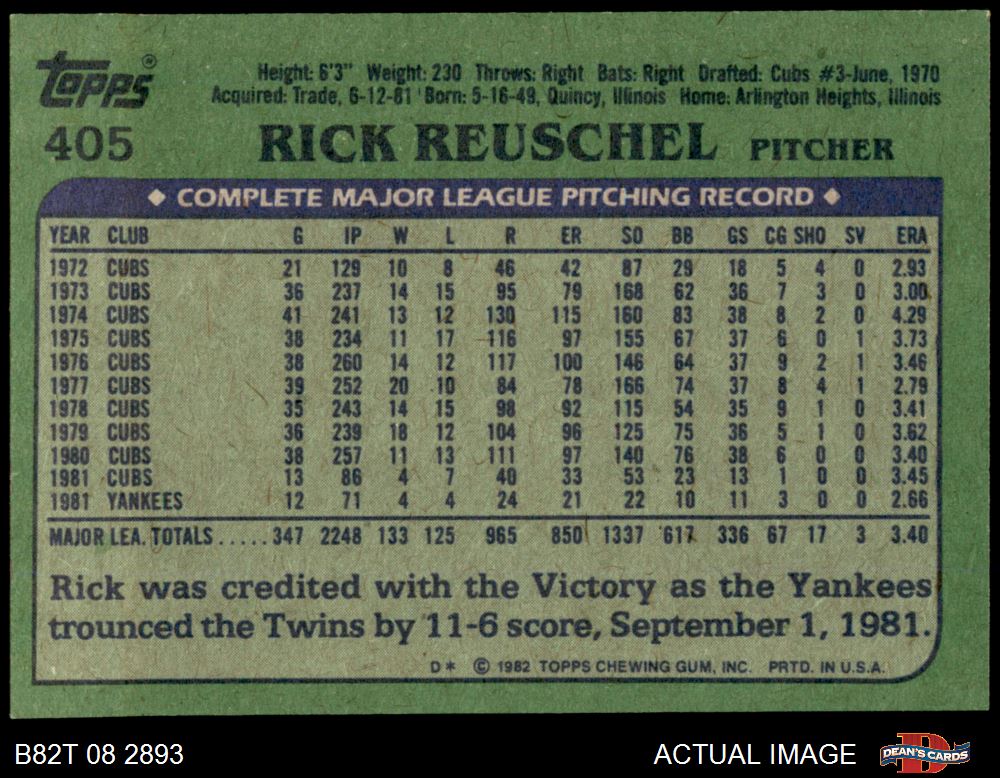 Topps®
Height: 6'3" Weight: 230 Throws: Right Bats: Right Drafted: Cubs #3-June, 1970
Acquired: Trade, 6-12-81 Born: 5-16-49, Quincy, Illinois Home: Arlington Heights, Illinois
405 RICK REUSCHEL PITCHER
◆ COMPLETE MAJOR LEAGUE PITCHING RECORD ◆
YEAR CLUB G IP W L R ER SO BB GS CG SHO SV ERA
1972 CUBS 21 129 10 8 46 42 87 29 18 5 4 0 2.93
1973 CUBS 36 237 14 15 95 79 168 62 36 7 3 0 3.00
1974 CUBS 41 241 13 12 130 115 160 83 38 8 2 0 4.29
1975 CUBS 38 234 11 17 116 97 155 67 37 6 0 1 3.73
1976 CUBS 38 260 14 12 117 100 146 64 37 9 2 1 3.46
1977 CUBS 39 252 20 10 84 78 166 74 37 8 4 1 2.79
1978 CUBS 35 243 14 15 98 92 115 54 35 9 1 0 3.41
1979 CUBS 36 239 18 12 104 96 125 75 36 5 1 0 3.62
1980 CUBS 38 257 11 13 111 97 140 76 38 6 0 0 3.40
1981 CUBS 13 86 4 7 40 33 53 23 13 1 0 0 3.45
1981 YANKEES 12 71 4 4 24 21 22 10 11 3 0 0 2.66
MAJOR LEA. TOTALS.....347 2248 133 125 965 850 1337 617 336 67 17 3 3.40
Rick was credited with the Victory as the Yankees
trounced the Twins by 11-6 score, September 1, 1981.
D* © 1982 TOPPS CHEWING GUM, INC. PRTD. IN U.S.A.
B82T 08 2893 ACTUAL IMAGE DEAN'S CARDS